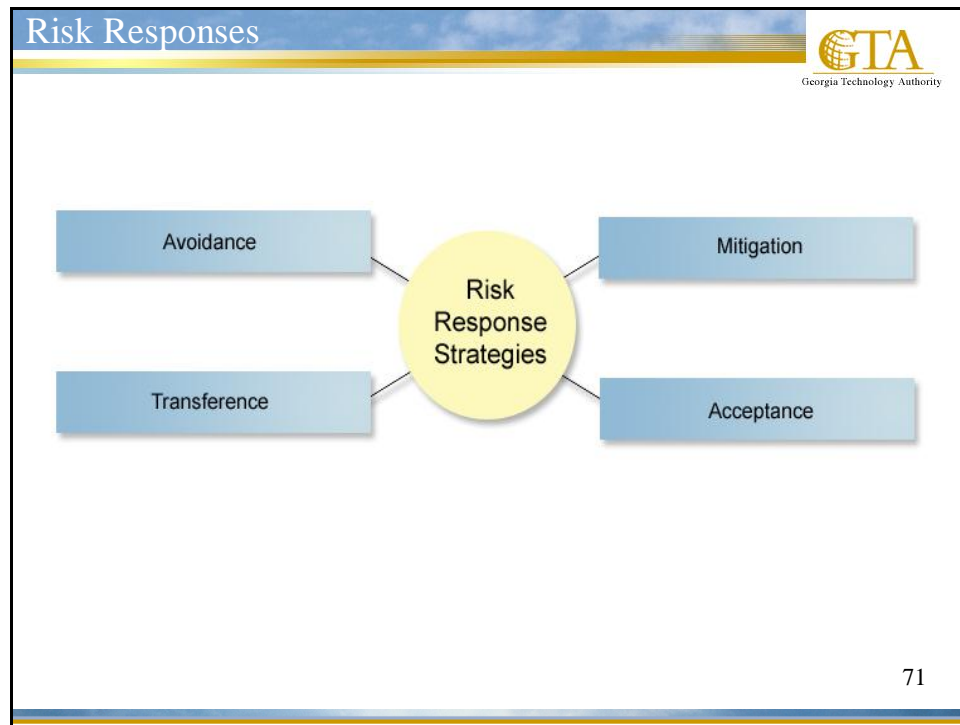 Risk Responses
GTA
Georgia Technology Authority
Avoidance
Mitigation
Risk
Response
Strategies
Transference
Acceptance
71